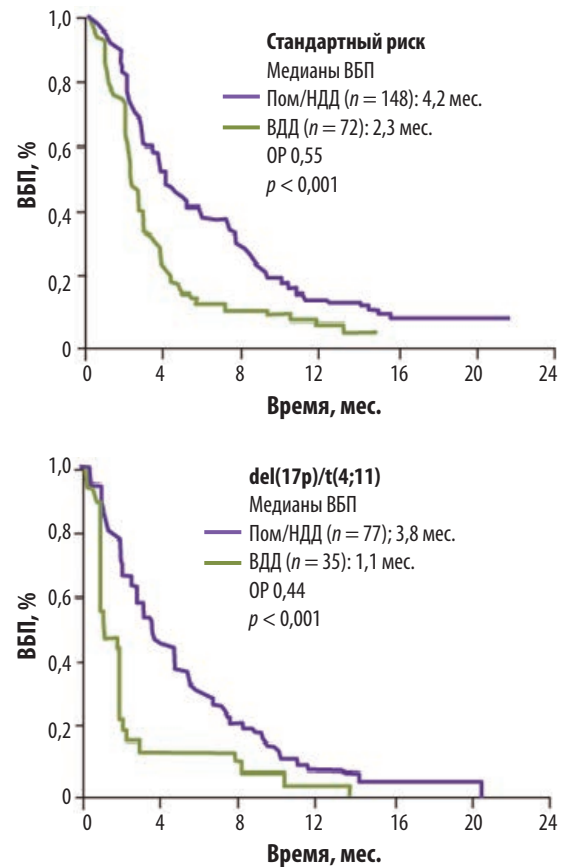 1,0
0,8
0,6
0,4
0,2
0
ВБП, %
Стандартный риск
Медианы ВБП
Пом/НДД (n = 148): 4,2 мес.
ВДД (n = 72): 2,3 мес.
ОР 0,55
p < 0,001
0 4 8 12 16 20 24
Время, мес.
1,0
0,8
0,6
0,4
0,2
0
ВБП, %
del(17p)/t(4;11)
Медианы ВБП
Пом/НДД (n = 77); 3,8 мес.
ВДД (n = 35): 1,1 мес.
ОР 0,44
p < 0,001
0 4 8 12 16 20 24
Время, мес.